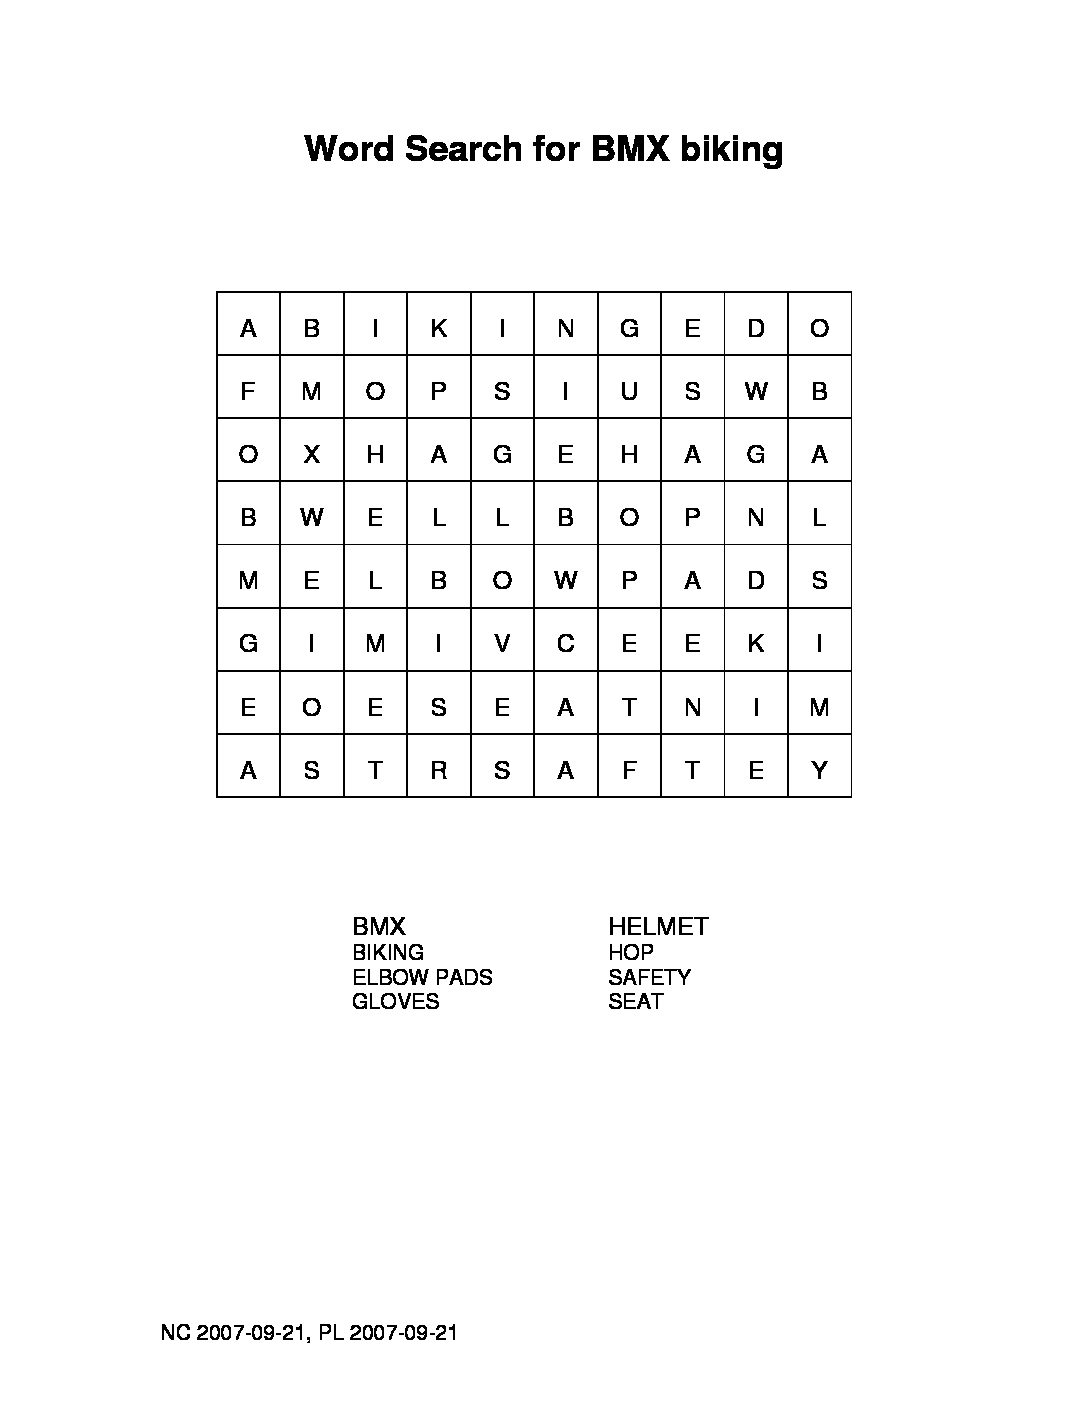 Word Search for BMX biking
A B I K I N G E D O
F M O P S I U S W B
O X H A G E H A G A
B W E L L B O P N L
M E L B O W P A D S
G I M I V C E E K I
E O E S E A T N I M
A S T R S A F T E Y
BMX HELMET
BIKING HOP
ELBOW PADS SAFETY
GLOVES SEAT
NC 2007-09-21, PL 2007-09-21